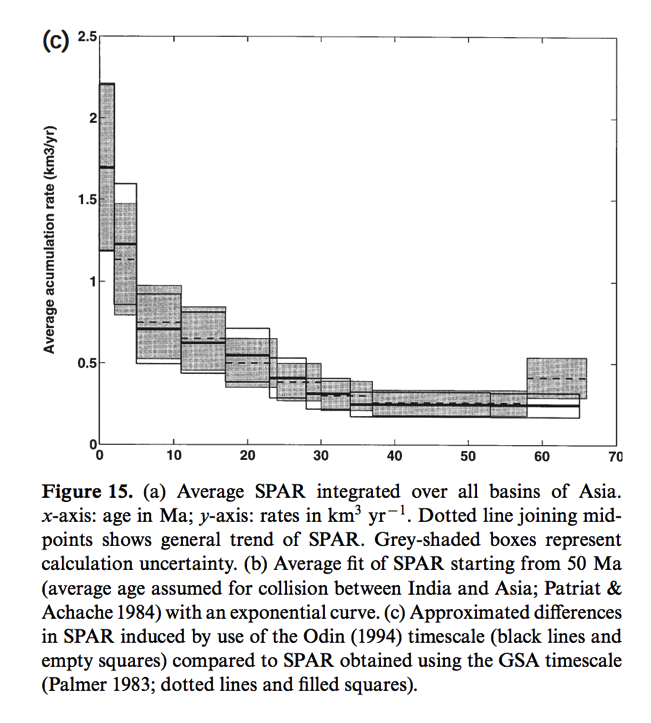 (c)
2.5
2
1.5
1
0.5
0
Average acumulation rate (km3/yr)
0 10 20 30 40 50 60 70
Figure 15. (a) Average SPAR integrated over all basins of Asia.
x-axis: age in Ma; y-axis: rates in km³ yr⁻¹. Dotted line joining mid-
points shows general trend of SPAR. Grey-shaded boxes represent
calculation uncertainty. (b) Average fit of SPAR starting from 50 Ma
(average age assumed for collision between India and Asia; Patriat &
Achache 1984) with an exponential curve. (c) Approximated differences
in SPAR induced by use of the Odin (1994) timescale (black lines and
empty squares) compared to SPAR obtained using the GSA timescale
(Palmer 1983; dotted lines and filled squares).